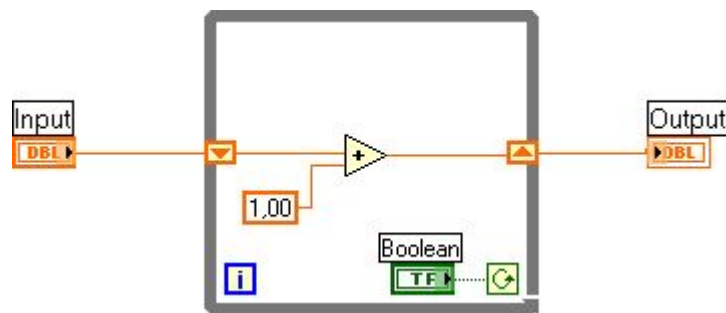 Input
DBL
Output
DBL
+
1,00
Boolean
TF
i